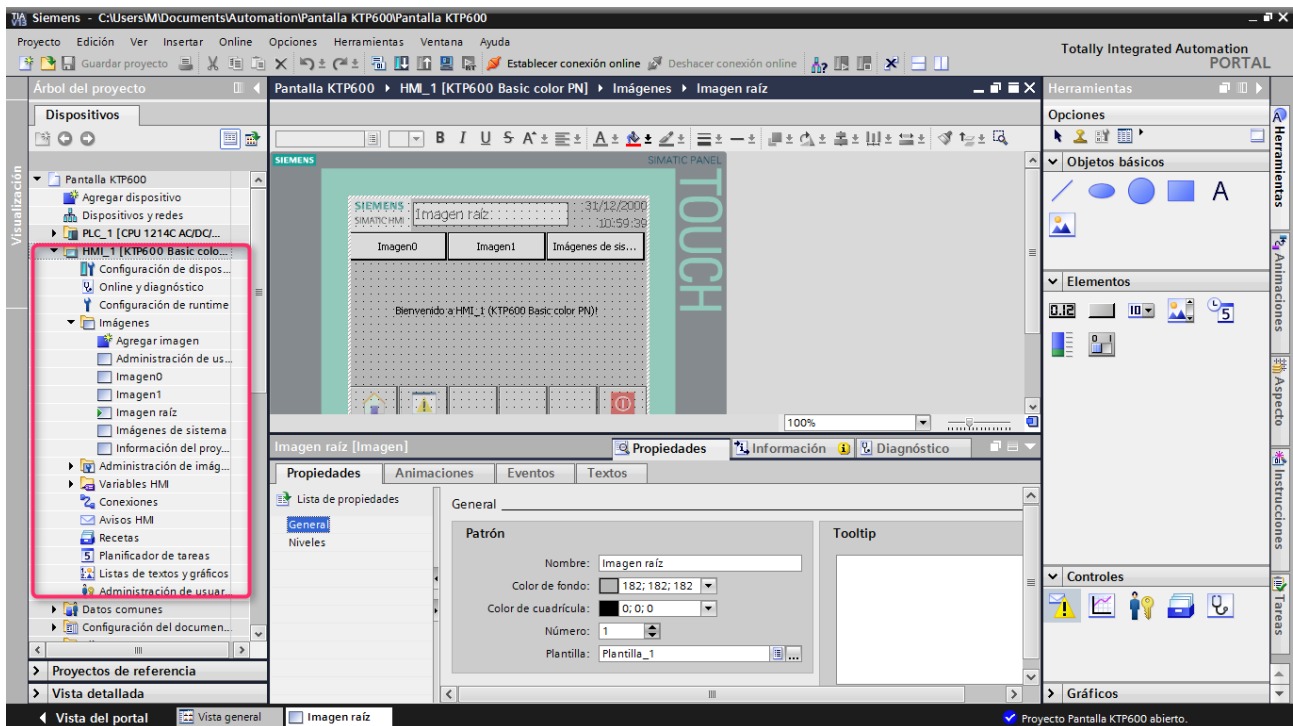 Siemens - C:\Users\M\Documents\Automation\Pantalla KTP600\Pantalla KTP600
Proyecto Edición Ver Insertar Online Opciones Herramientas Ventana Ayuda
Totally Integrated Automation
PORTAL
Guardar proyecto
Establecer conexión online
Deshacer conexión online
Árbol del proyecto
Dispositivos
Visualización
Pantalla KTP600
Agregar dispositivo
Dispositivos y redes
PLC_1 [CPU 1214C AC/DC/...
HMI_1 [KTP600 Basic colo...
Configuración de dispos...
Online y diagnóstico
Configuración de runtime
Imágenes
Agregar imagen
Administración de us...
Imagen0
Imagen1
Imagen raíz
Imágenes de sistema
Información del proy...
Administración de imág...
Variables HMI
Conexiones
Avisos HMI
Recetas
Planificador de tareas
Listas de textos y gráficos
Administración de usuar...
Datos comunes
Configuración del documen...
Proyectos de referencia
Vista detallada
Pantalla KTP600 HMI_1 [KTP600 Basic color PN] Imágenes Imagen raíz
B I U S A
SIEMENS
SIMATIC PANEL
TOUCH
SIEMENS
SIMATIC HMI
Imagen raíz
31/12/2000
10:59:39
Imagen0
Imagen1
Imágenes de sis...
Bienvenido a HMI_1 (KTP600 Basic color PN)!
100%
Imagen raíz [Imagen]
Propiedades
Información
Diagnóstico
Propiedades
Animaciones
Eventos
Textos
Lista de propiedades
General
Niveles
General
Patrón
Nombre: Imagen raíz
Color de fondo: 182; 182; 182
Color de cuadrícula: 0; 0; 0
Número: 1
Plantilla: Plantilla_1
Tooltip
Herramientas
Opciones
Objetos básicos
A
Elementos
0.12
10
5
Controles
Gráficos
Herramientas
Animaciones
Aspecto
Instrucciones
Tareas
Vista del portal
Vista general
Imagen raíz
Proyecto Pantalla KTP600 abierto.